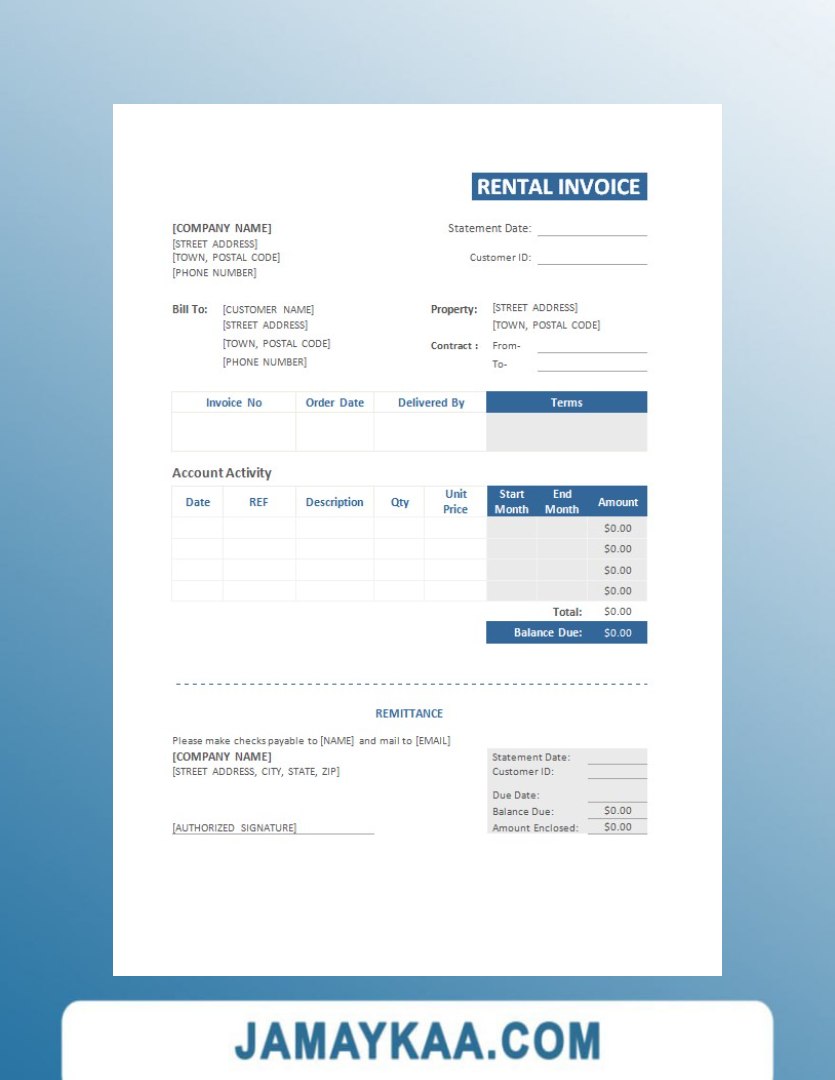 RENTAL INVOICE
[COMPANY NAME]
Statement Date:
[STREET ADDRESS]
[TOWN, POSTAL CODE]
Customer ID:
[PHONE NUMBER]
Bill To: [CUSTOMER NAME]
Property: [STREET ADDRESS]
[STREET ADDRESS]
[TOWN, POSTAL CODE]
[TOWN, POSTAL CODE]
Contract : From-
[PHONE NUMBER]
To-
Invoice No Order Date Delivered By Terms
Account Activity
Date REF Description Qty Unit Price Start Month End Month Amount
$0.00
$0.00
$0.00
$0.00
Total: $0.00
Balance Due: $0.00
REMITTANCE
Please make checks payable to [NAME] and mail to [EMAIL]
[COMPANY NAME]
[STREET ADDRESS, CITY, STATE, ZIP]
[AUTHORIZED SIGNATURE]
Statement Date:
Customer ID:
Due Date:
Balance Due: $0.00
Amount Enclosed: $0.00
JAMAYKAA.COM